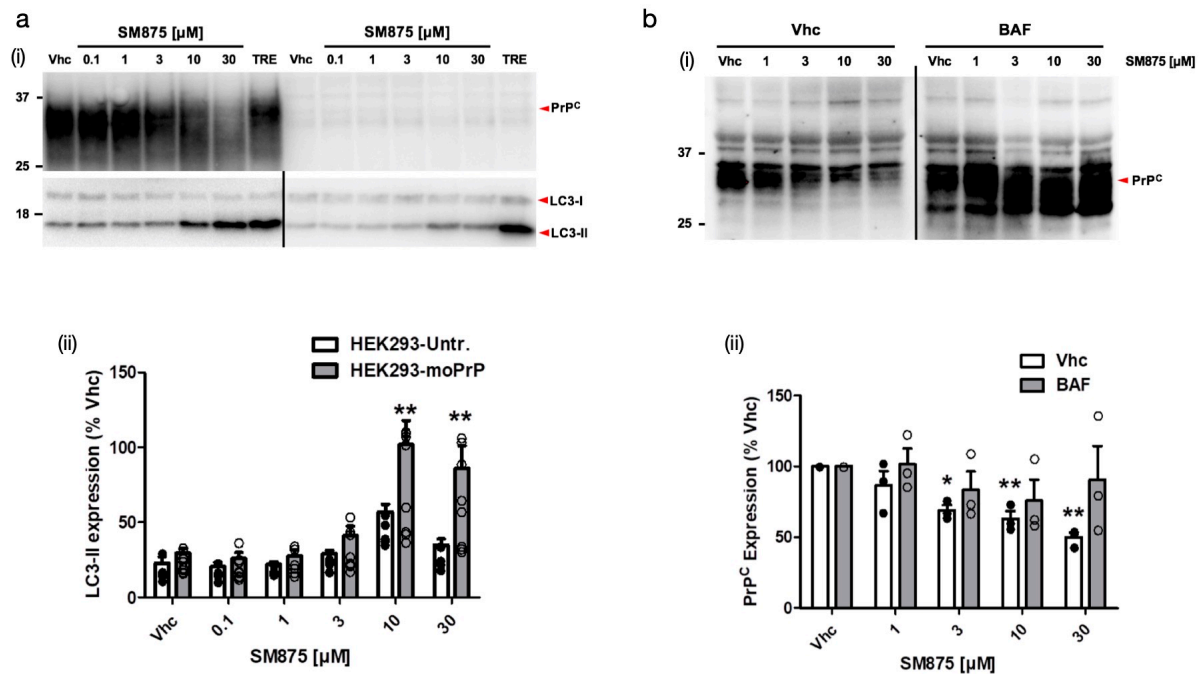 a
SM875 [µM]
SM875 [µM]
(i)
Vhc 0.1 1 3 10 30 TRE Vhc 0.1 1 3 10 30 TRE
37
PrPC
25
18
LC3-I
LC3-II
(ii)
HEK293-Untr.
HEK293-moPrP
LC3-II expression (% Vhc)
150
100
50
0
** **
Vhc 0.1 1 3 10 30
SM875 [µM]
b
Vhc BAF
(i)
Vhc 1 3 10 30 Vhc 1 3 10 30 SM875 [µM]
37
PrPC
25
(ii)
Vhc
BAF
PrPC Expression (% Vhc)
150
100
50
0
* ** **
Vhc 1 3 10 30
SM875 [µM]